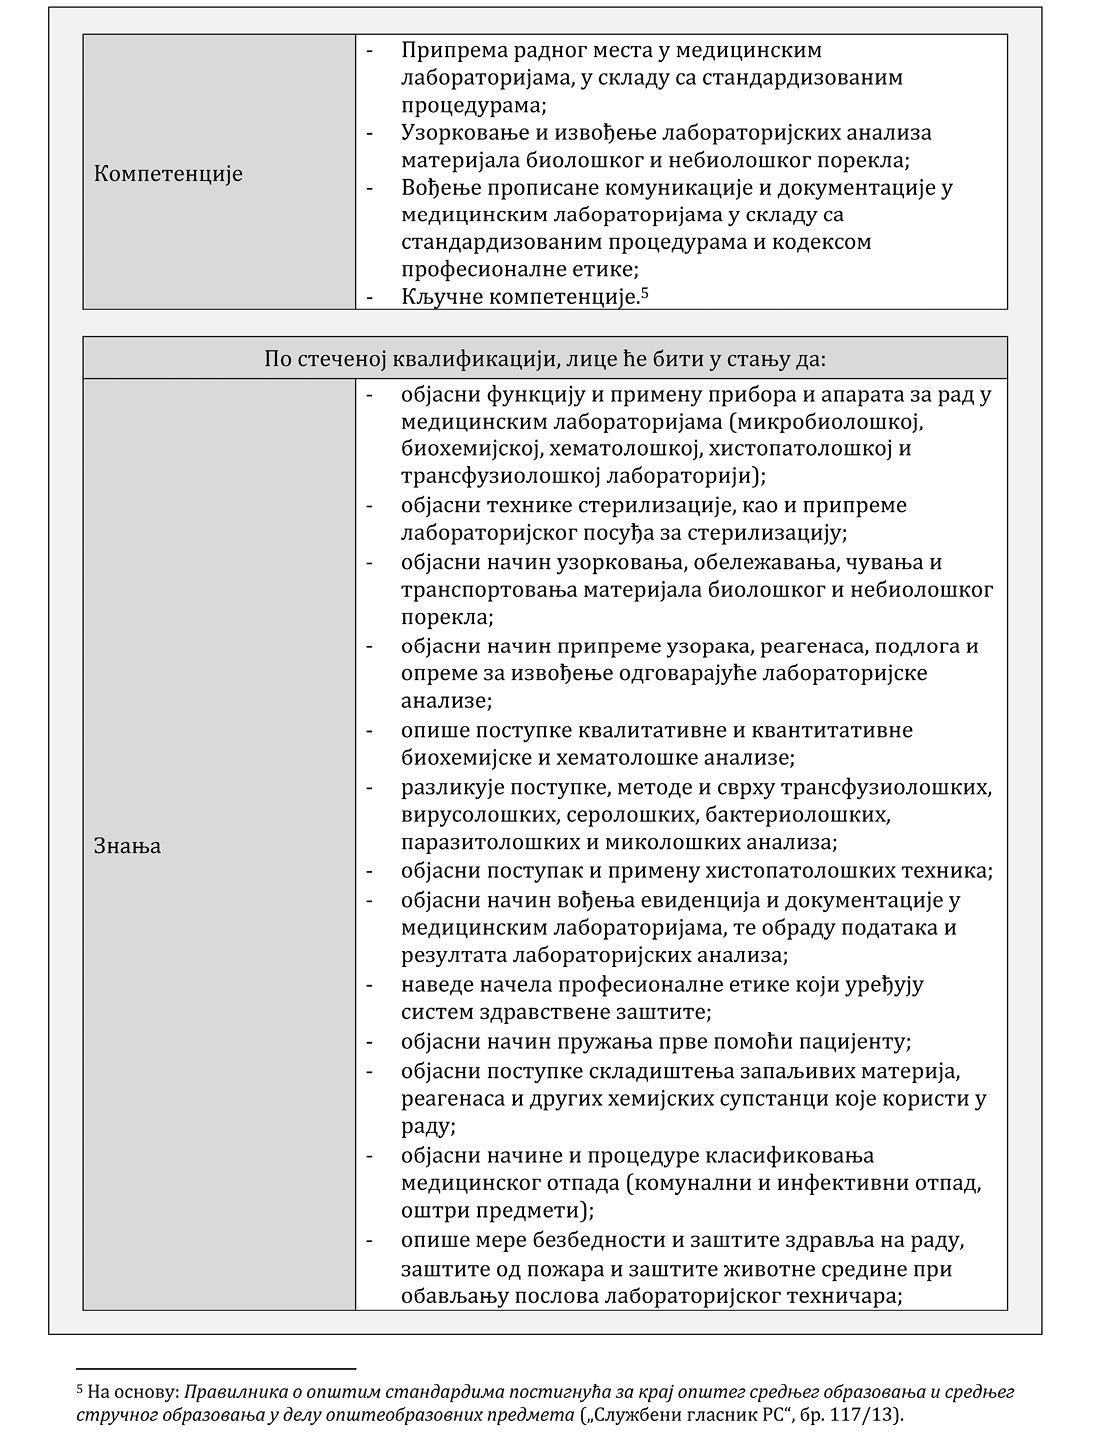 Компетенције
- Припрема радног места у медицинским
лабораторијама, у складу са стандардизованим
процедурама;
- Узорковање и извођење лабораторијских анализа
материјала биолошког и небиолошког порекла;
- Вођење прописане комуникације и документације у
медицинским лабораторијама у складу са
стандардизованим процедурама и кодексом
професионалне етике;
- Кључне компетенције.⁵
По стеченој квалификацији, лице ће бити у стању да:
Знања
- објасни функцију и примену прибора и апарата за рад у
медицинским лабораторијама (микробиолошкој,
биохемијској, хематолошкој, хистопатолошкој и
трансфузиолошкој лабораторији);
- објасни технике стерилизације, као и припреме
лабораторијског посуђа за стерилизацију;
- објасни начин узорковања, обележавања, чувања и
транспортовања материјала биолошког и небиолошког
порекла;
- објасни начин припреме узорака, реагенаса, подлога и
опреме за извођење одговарајуће лабораторијске
анализе;
- опише поступке квалитативне и квантитативне
биохемијске и хематолошке анализе;
- разликује поступке, методе и сврху трансфузиолошких,
вирусолошких, серолошких, бактериолошких,
паразитолошких и миколошких анализа;
- објасни поступак и примену хистопатолошких техника;
- објасни начин вођења евиденција и документације у
медицинским лабораторијама, те обраду података и
резултата лабораторијских анализа;
- наведе начела професионалне етике који уређују
систем здравствене заштите;
- објасни начин пружања прве помоћи пацијенту;
- објасни поступке складиштења запаљивих материја,
реагенаса и других хемијских супстанци које користи у
раду;
- објасни начине и процедуре класификовања
медицинског отпада (комунални и инфективни отпад,
оштри предмети);
- опише мере безбедности и заштите здравља на раду,
заштите од пожара и заштите животне средине при
обављању послова лабораторијског техничара;
⁵ На основу: Правилника о општим стандардима постигнућа за крај општег средњег образовања и средњег
стручног образовања у делу општеобразовних предмета („Службени гласник РС“, бр. 117/13).